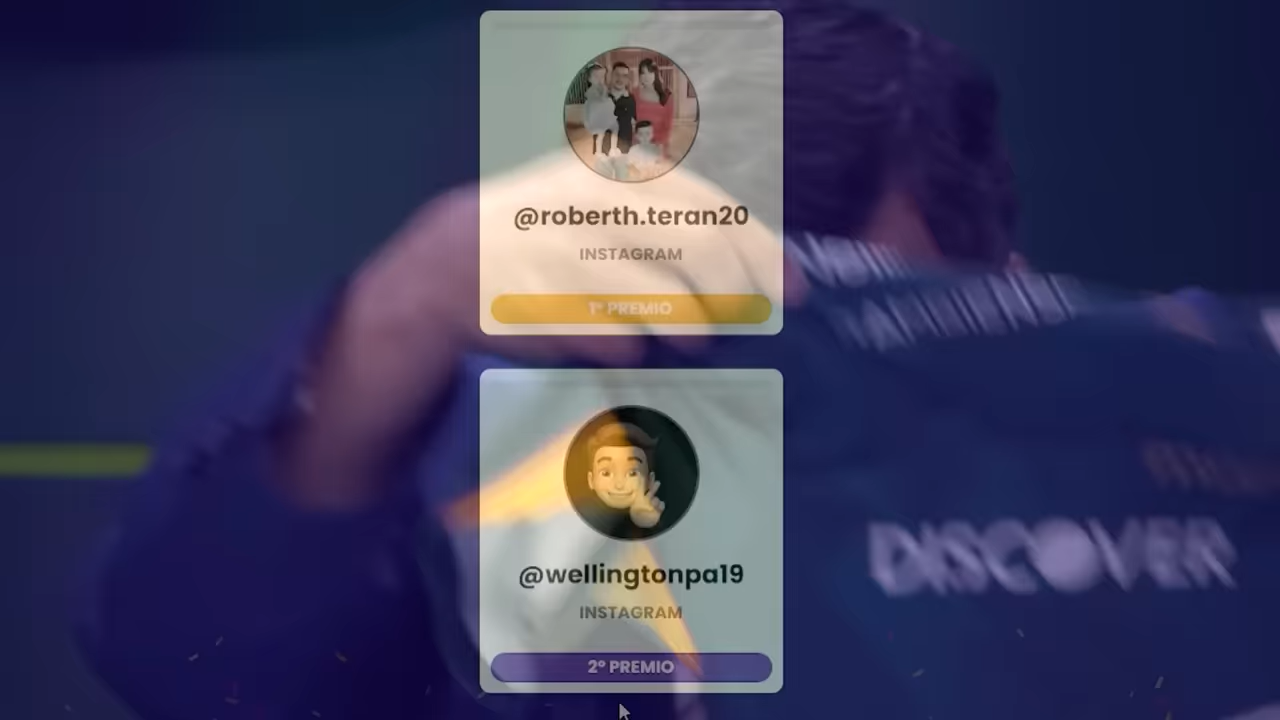 @roberth.teran20
INSTAGRAM
1º PREMIO
@wellingtonpa19
INSTAGRAM
2º PREMIO
DISCOVER